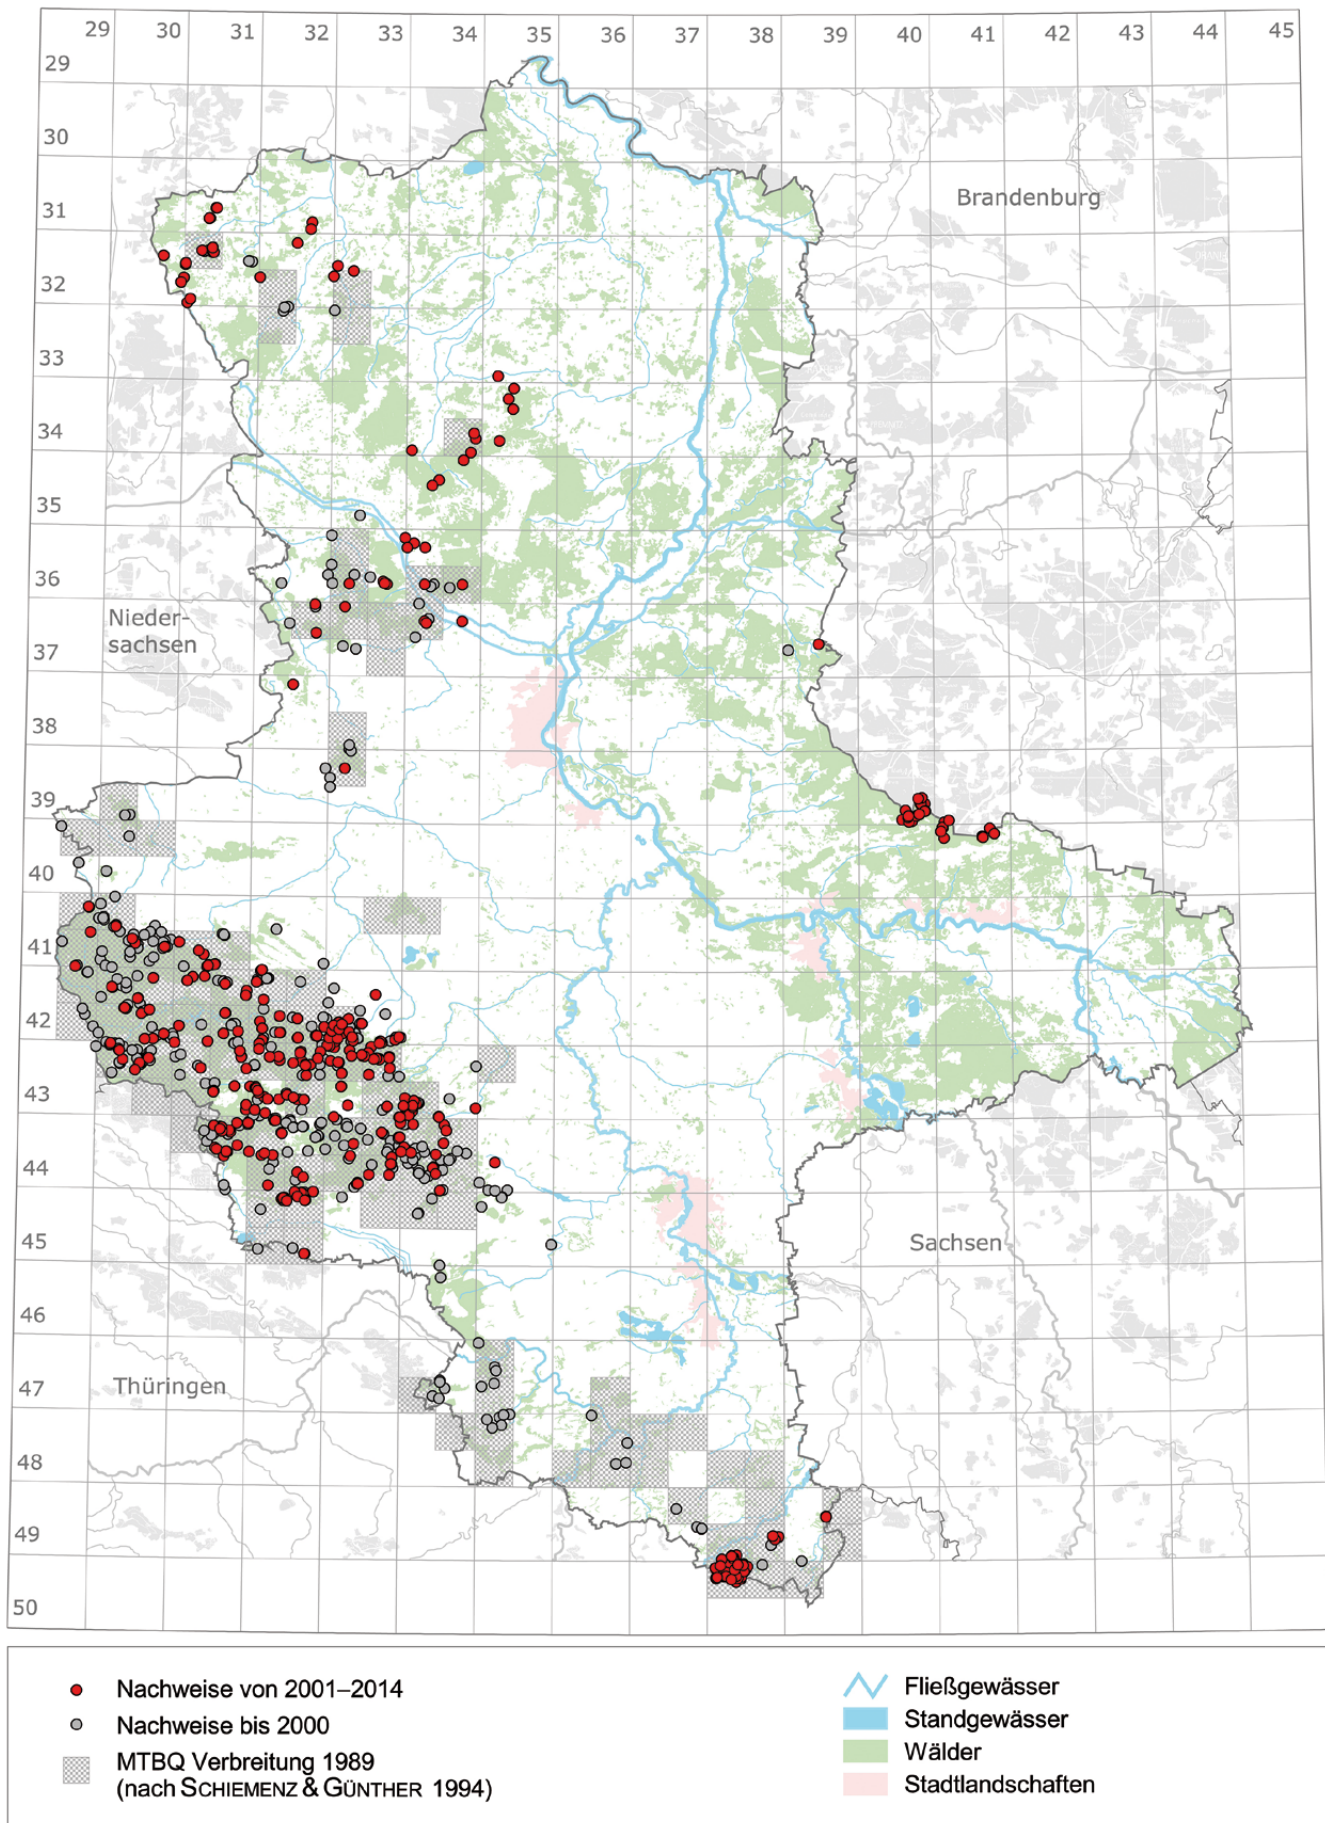 29 30 31 32 33 34 35 36 37 38 39 40 41 42 43 44 45
29
30
Brandenburg
31
32
33
34
35
36
Nieder-
sachsen
37
38
39
40
41
42
43
44
Sachsen
45
46
Thüringen
47
48
49
50
Nachweise von 2001–2014
Nachweise bis 2000
MTBQ Verbreitung 1989
(nach SCHIEMENZ & GÜNTHER 1994)
Fließgewässer
Standgewässer
Wälder
Stadtlandschaften